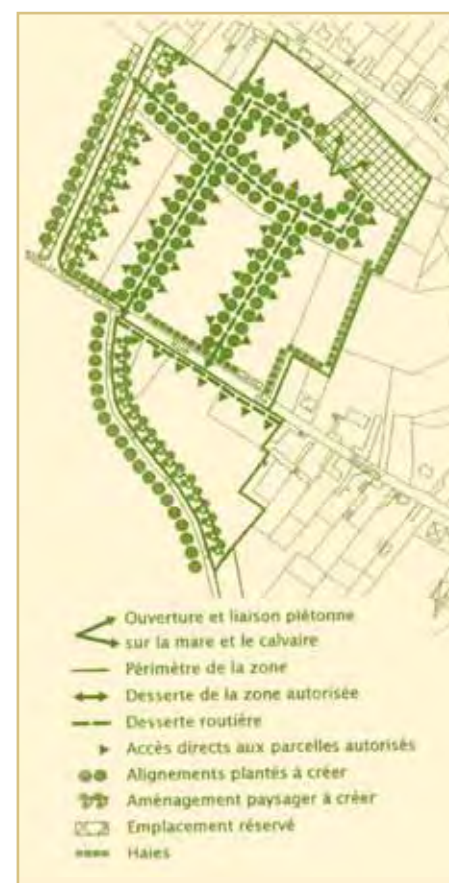 Ouverture et liaison piétonne
sur la mare et le calvaire
Périmètre de la zone
Desserte de la zone autorisée
Desserte routière
Accès directs aux parcelles autorisés
Alignements plantés à créer
Aménagement paysager à créer
Emplacement réservé
Haies